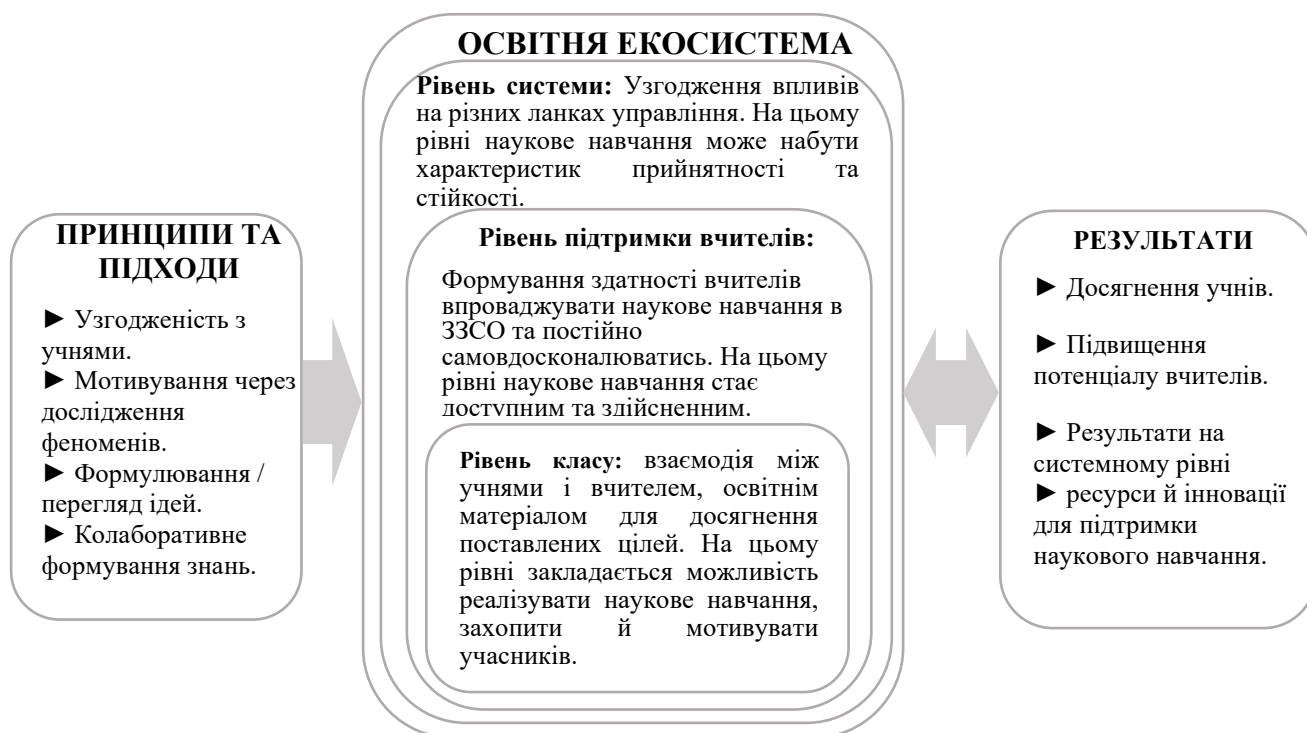 ОСВІТНЯ ЕКОСИСТЕМА
Рівень системи: Узгодження впливів
на різних ланках управління. На цьому
рівні наукове навчання може набути
характеристик прийнятності та
стійкості.
ПРИНЦИПИ ТА
ПІДХОДИ
► Узгодженість з
учнями.
► Мотивування через
дослідження
феноменів.
► Формулювання /
перегляд ідей.
► Колаборативне
формування знань.
Рівень підтримки вчителів:
Формування здатності вчителів
впроваджувати наукове навчання в
ЗЗСО та постійно
самовдосконалюватись. На цьому
рівні наукове навчання стає
доступним та здійсненним.
Рівень класу: взаємодія між
учнями і вчителем, освітнім
матеріалом для досягнення
поставлених цілей. На цьому
рівні закладається можливість
реалізувати наукове навчання,
захопити й мотивувати
учасників.
РЕЗУЛЬТАТИ
► Досягнення учнів.
► Підвищення
потенціалу вчителів.
► Результати на
системному рівні
► ресурси й інновації
для підтримки
наукового навчання.